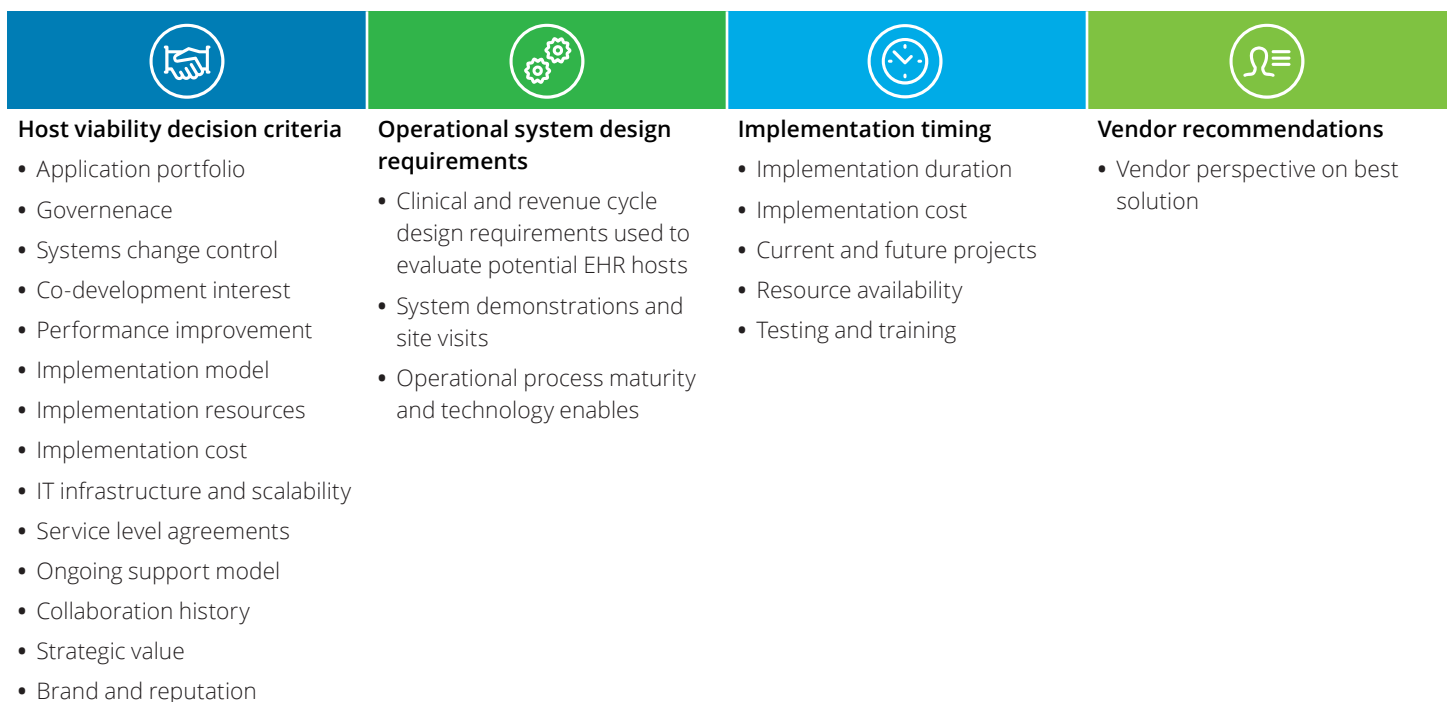 Host viability decision criteria
• Application portfolio
• Governenace
• Systems change control
• Co-development interest
• Performance improvement
• Implementation model
• Implementation resources
• Implementation cost
• IT infrastructure and scalability
• Service level agreements
• Ongoing support model
• Collaboration history
• Strategic value
• Brand and reputation
Operational system design
requirements
• Clinical and revenue cycle
design requirements used to
evaluate potential EHR hosts
• System demonstrations and
site visits
• Operational process maturity
and technology enables
Implementation timing
• Implementation duration
• Implementation cost
• Current and future projects
• Resource availability
• Testing and training
Vendor recommendations
• Vendor perspective on best
solution